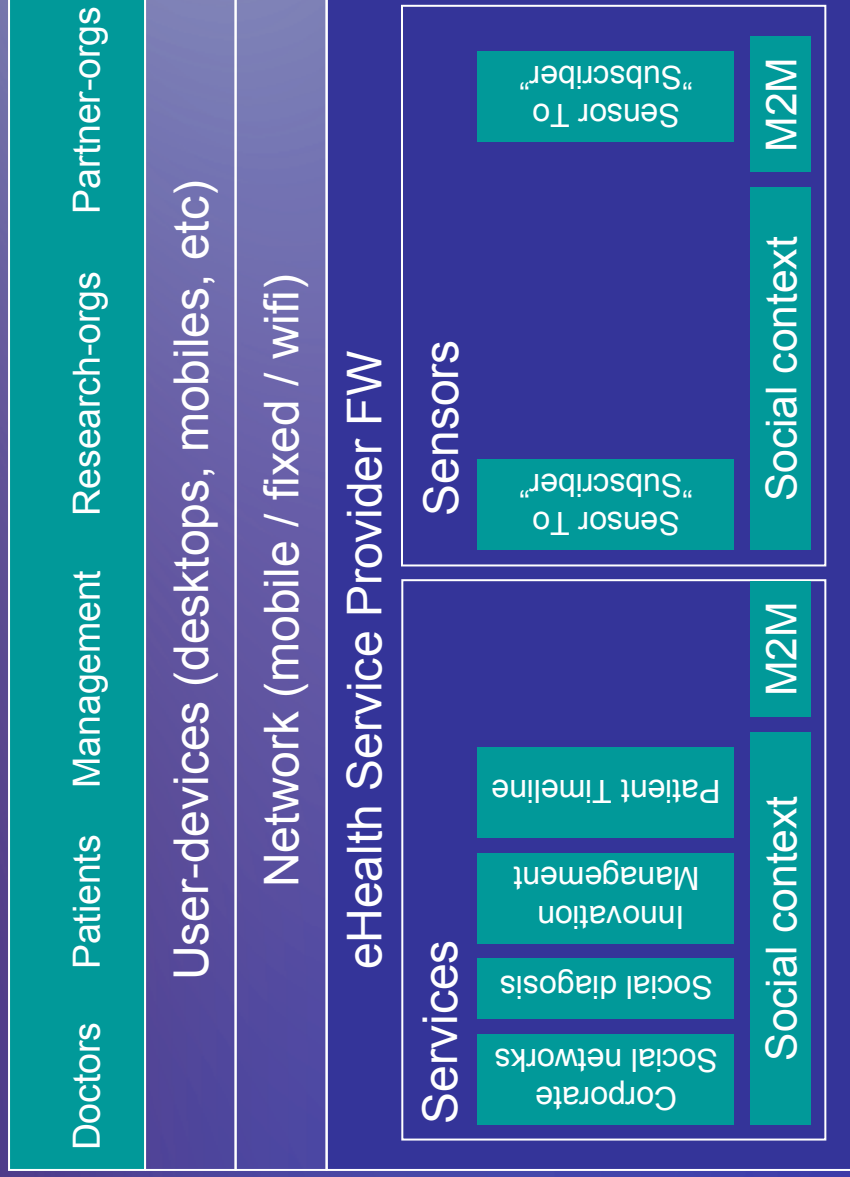 Doctors Patients Management Research-orgs Partner-orgs
User-devices (desktops, mobiles, etc)
Network (mobile / fixed / wifi)
eHealth Service Provider FW
Services
Corporate
Social networks
Social diagnosis
Innovation
Management
Patient Timeline
Social context
M2M
Sensors
Sensor To
“Subscriber”
Sensor To
“Subscriber”
Social context
M2M